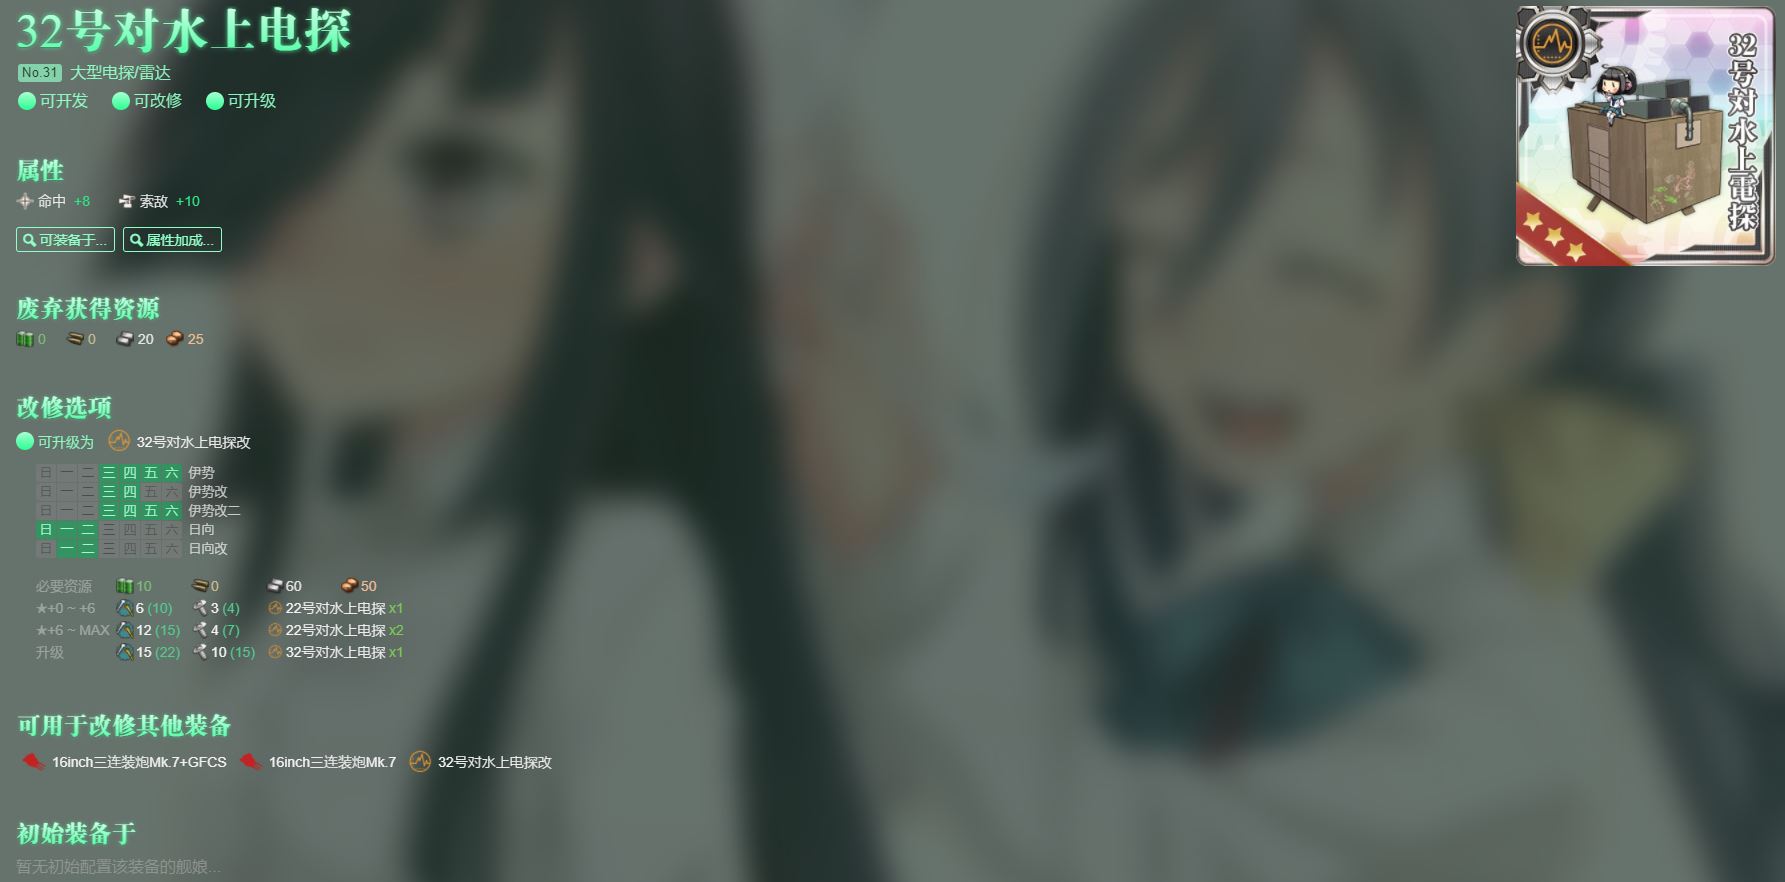 32号对水上电探
No.31 大型电探/雷达
可开发 可改修 可升级
属性
命中 +8 索敌 +10
可装备于... 属性加成...
废弃获得资源
0 0 20 25
改修选项
可升级为 32号对水上电探改
日 一 二 三 四 五 六 伊势
日 一 二 三 四 五 六 伊势改
日 一 二 三 四 五 六 伊势改二
日 一 二 三 四 五 六 日向
日 一 二 三 四 五 六 日向改
必要资源 10 0 60 50
★+0 ~ +6 6 (10) 3 (4) 22号对水上电探 x1
★+6 ~ MAX 12 (15) 4 (7) 22号对水上电探 x2
升级 15 (22) 10 (15) 32号对水上电探 x1
可用于改修其他装备
16inch三连装炮Mk.7+GFCS 16inch三连装炮Mk.7 32号对水上电探改
初始装备于
暂无初始配置该装备的舰娘...
32号対水上電探